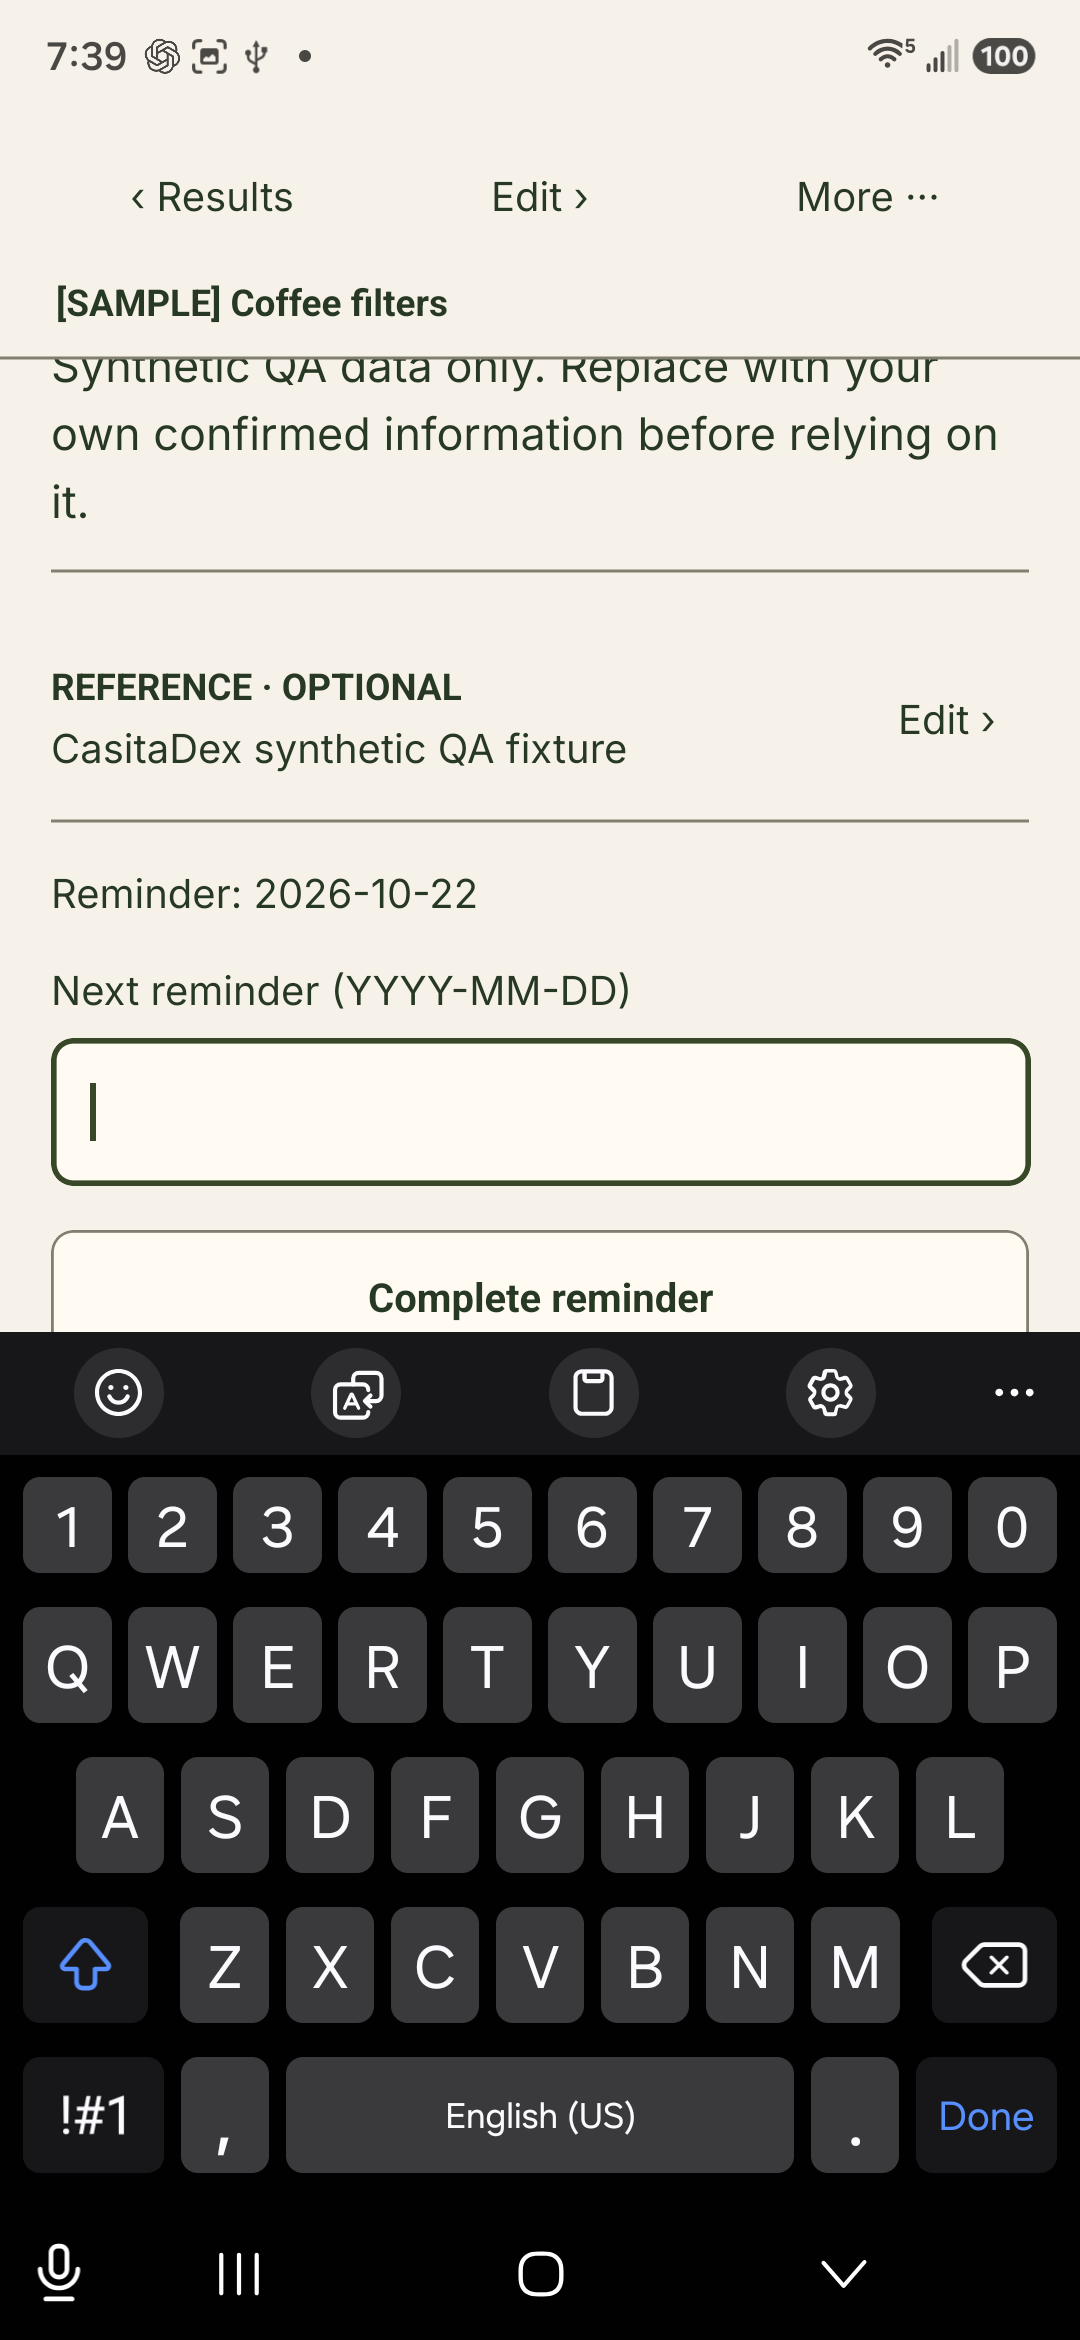 7:39
5
100
‹ Results
Edit ›
More ···
[SAMPLE] Coffee filters
Synthetic QA data only. Replace with your
own confirmed information before relying on
it.
REFERENCE · OPTIONAL
CasitaDex synthetic QA fixture
Edit ›
Reminder: 2026-10-22
Next reminder (YYYY-MM-DD)
Complete reminder
A
1 2 3 4 5 6 7 8 9 0
Q W E R T Y U I O P
A S D F G H J K L
Z X C V B N M
!#1 , English (US) . Done